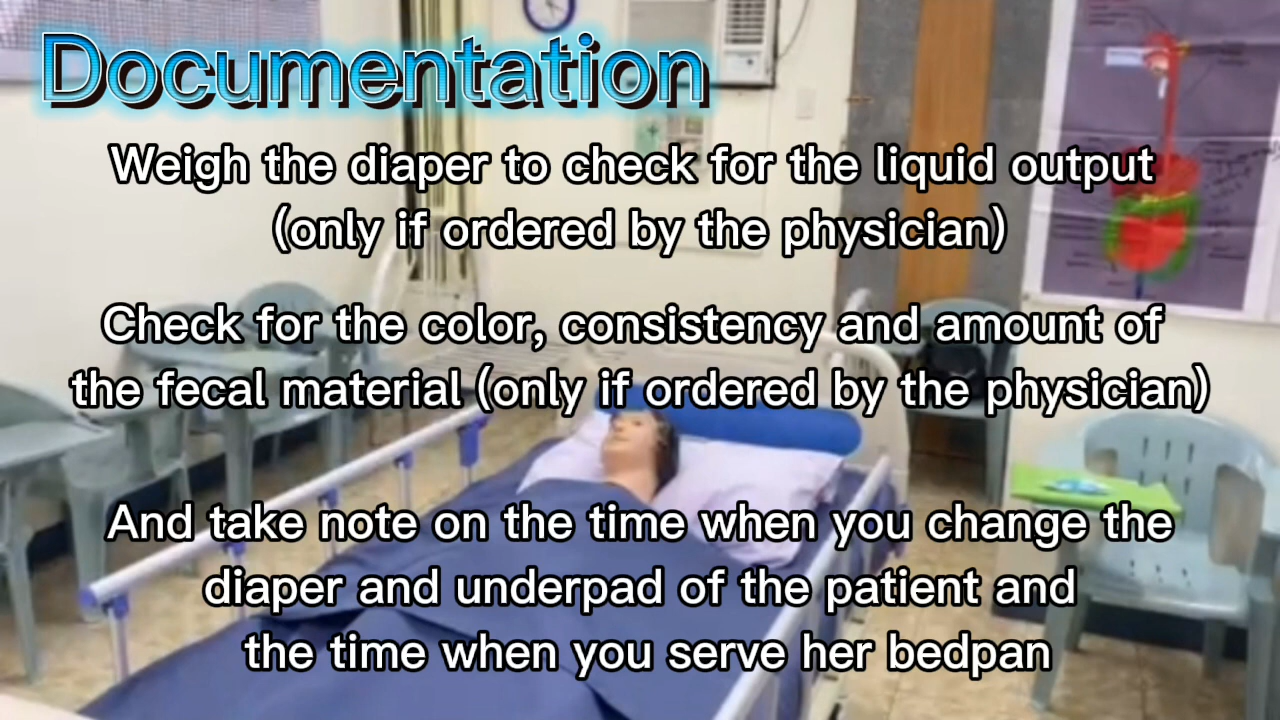 Documentation
Weigh the diaper to check for the liquid output
(only if ordered by the physician)
Check for the color, consistency and amount of
the fecal material (only if ordered by the physician)
And take note on the time when you change the
diaper and underpad of the patient and
the time when you serve her bedpan